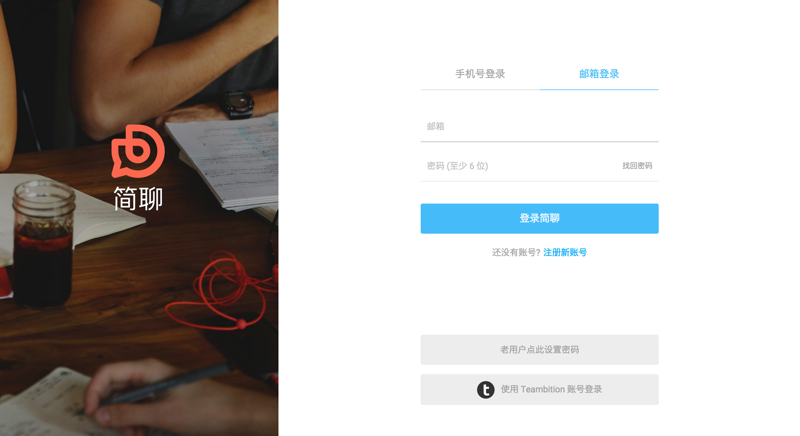 简聊
手机号登录
邮箱登录
邮箱
密码 (至少 6 位)
找回密码
登录简聊
还没有账号? 注册新账号
老用户点此设置密码
使用 Teambition 账号登录